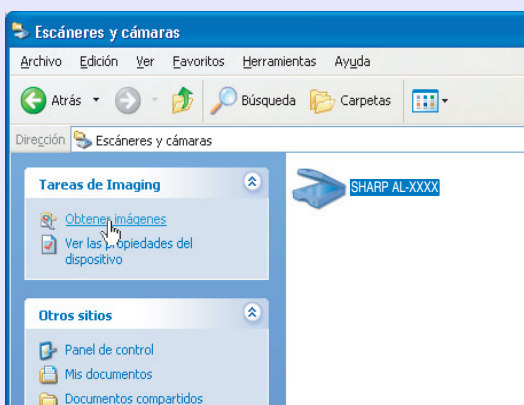 Escáneres y cámaras
Archivo Edición Ver Favoritos Herramientas Ayuda
Atrás Búsqueda Carpetas
Dirección Escáneres y cámaras
Tareas de Imaging
Obtener imágenes
Ver las propiedades del
dispositivo
Otros sitios
Panel de control
Mis documentos
Documentos compartidos
SHARP AL-XXXX